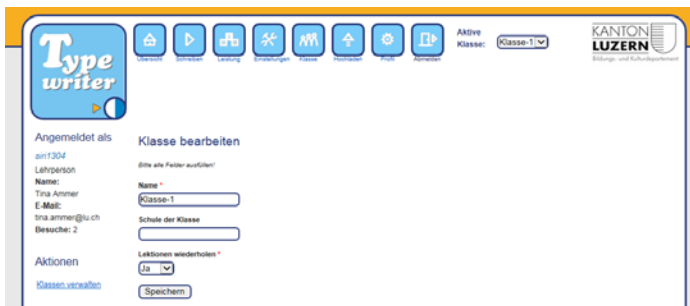 Type
writer
Übersicht Schreiben Leistung Einstellungen Klasse Hochladen Profil Abmelden
Aktive
Klasse: Klasse-1
KANTON
LUZERN
Bildungs- und Kulturdepartement
Angemeldet als
siri1304
Lehrperson
Name:
Tina Ammer
E-Mail:
tina.ammer@lu.ch
Besuche: 2
Aktionen
Klassen verwalten
Klasse bearbeiten
Bitte alle Felder ausfüllen!
Name *
Klasse-1
Schule der Klasse
Lektionen wiederholen *
Ja
Speichern